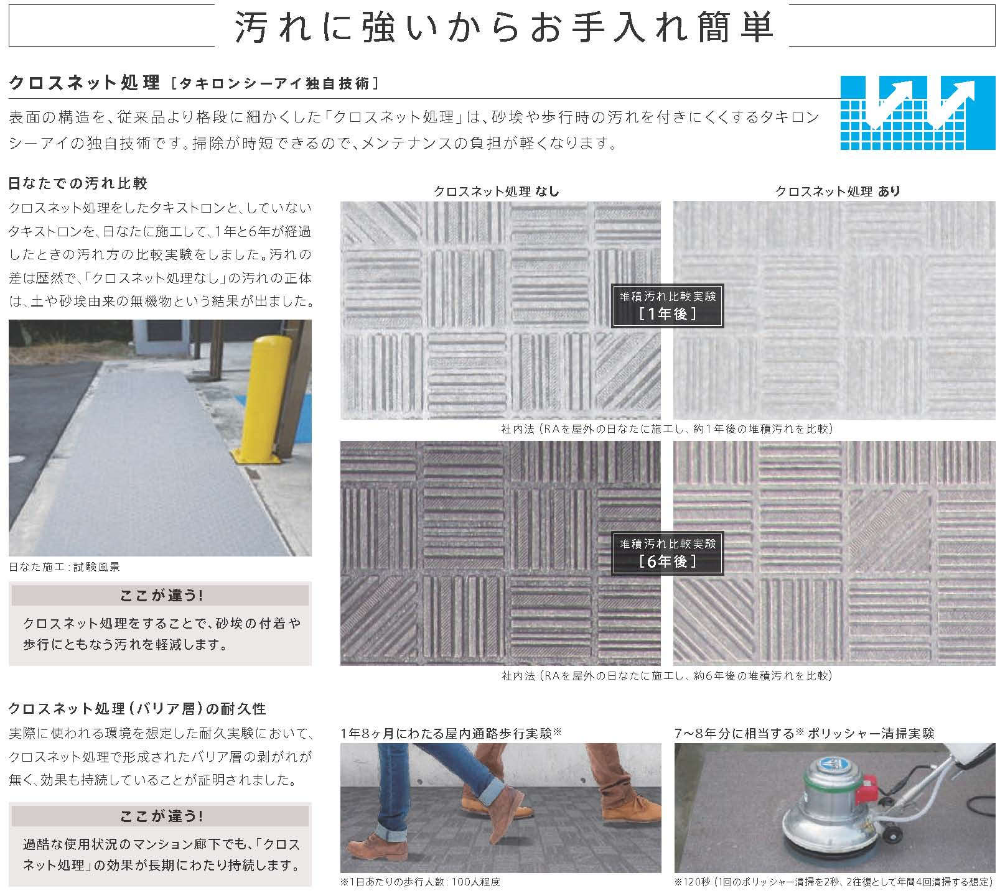 汚れに強いからお手入れ簡単
クロスネット処理［タキロンシーアイ独自技術］
表面の構造を、従来品より格段に細かくした「クロスネット処理」は、砂埃や歩行時の汚れを付きにくくするタキロン
シーアイの独自技術です。掃除が時短できるので、メンテナンスの負担が軽くなります。
日なたでの汚れ比較
クロスネット処理をしたタキストロンと、していない
タキストロンを、日なたに施工して、1年と6年が経過
したときの汚れ方の比較実験をしました。汚れの
差は歴然で、「クロスネット処理なし」の汚れの正体
は、土や砂埃由来の無機物という結果が出ました。
日なた施工：試験風景
ここが違う！
クロスネット処理をすることで、砂埃の付着や
歩行にともなう汚れを軽減します。
クロスネット処理 なし
クロスネット処理 あり
堆積汚れ比較実験
［1年後］
社内法（RAを屋外の日なたに施工し、約1年後の堆積汚れを比較）
堆積汚れ比較実験
［6年後］
社内法（RAを屋外の日なたに施工し、約6年後の堆積汚れを比較）
クロスネット処理（バリア層）の耐久性
実際に使われる環境を想定した耐久実験において、
クロスネット処理で形成されたバリア層の剥がれが
無く、効果も持続していることが証明されました。
ここが違う！
過酷な使用状況のマンション廊下でも、「クロス
ネット処理」の効果が長期にわたり持続します。
1年8ヶ月にわたる屋内通路歩行実験※
※1日あたりの歩行人数：100人程度
7～8年分に相当する※ ポリッシャー清掃実験
※120秒（1回のポリッシャー清掃を2秒、2往復として年間4回清掃する想定）